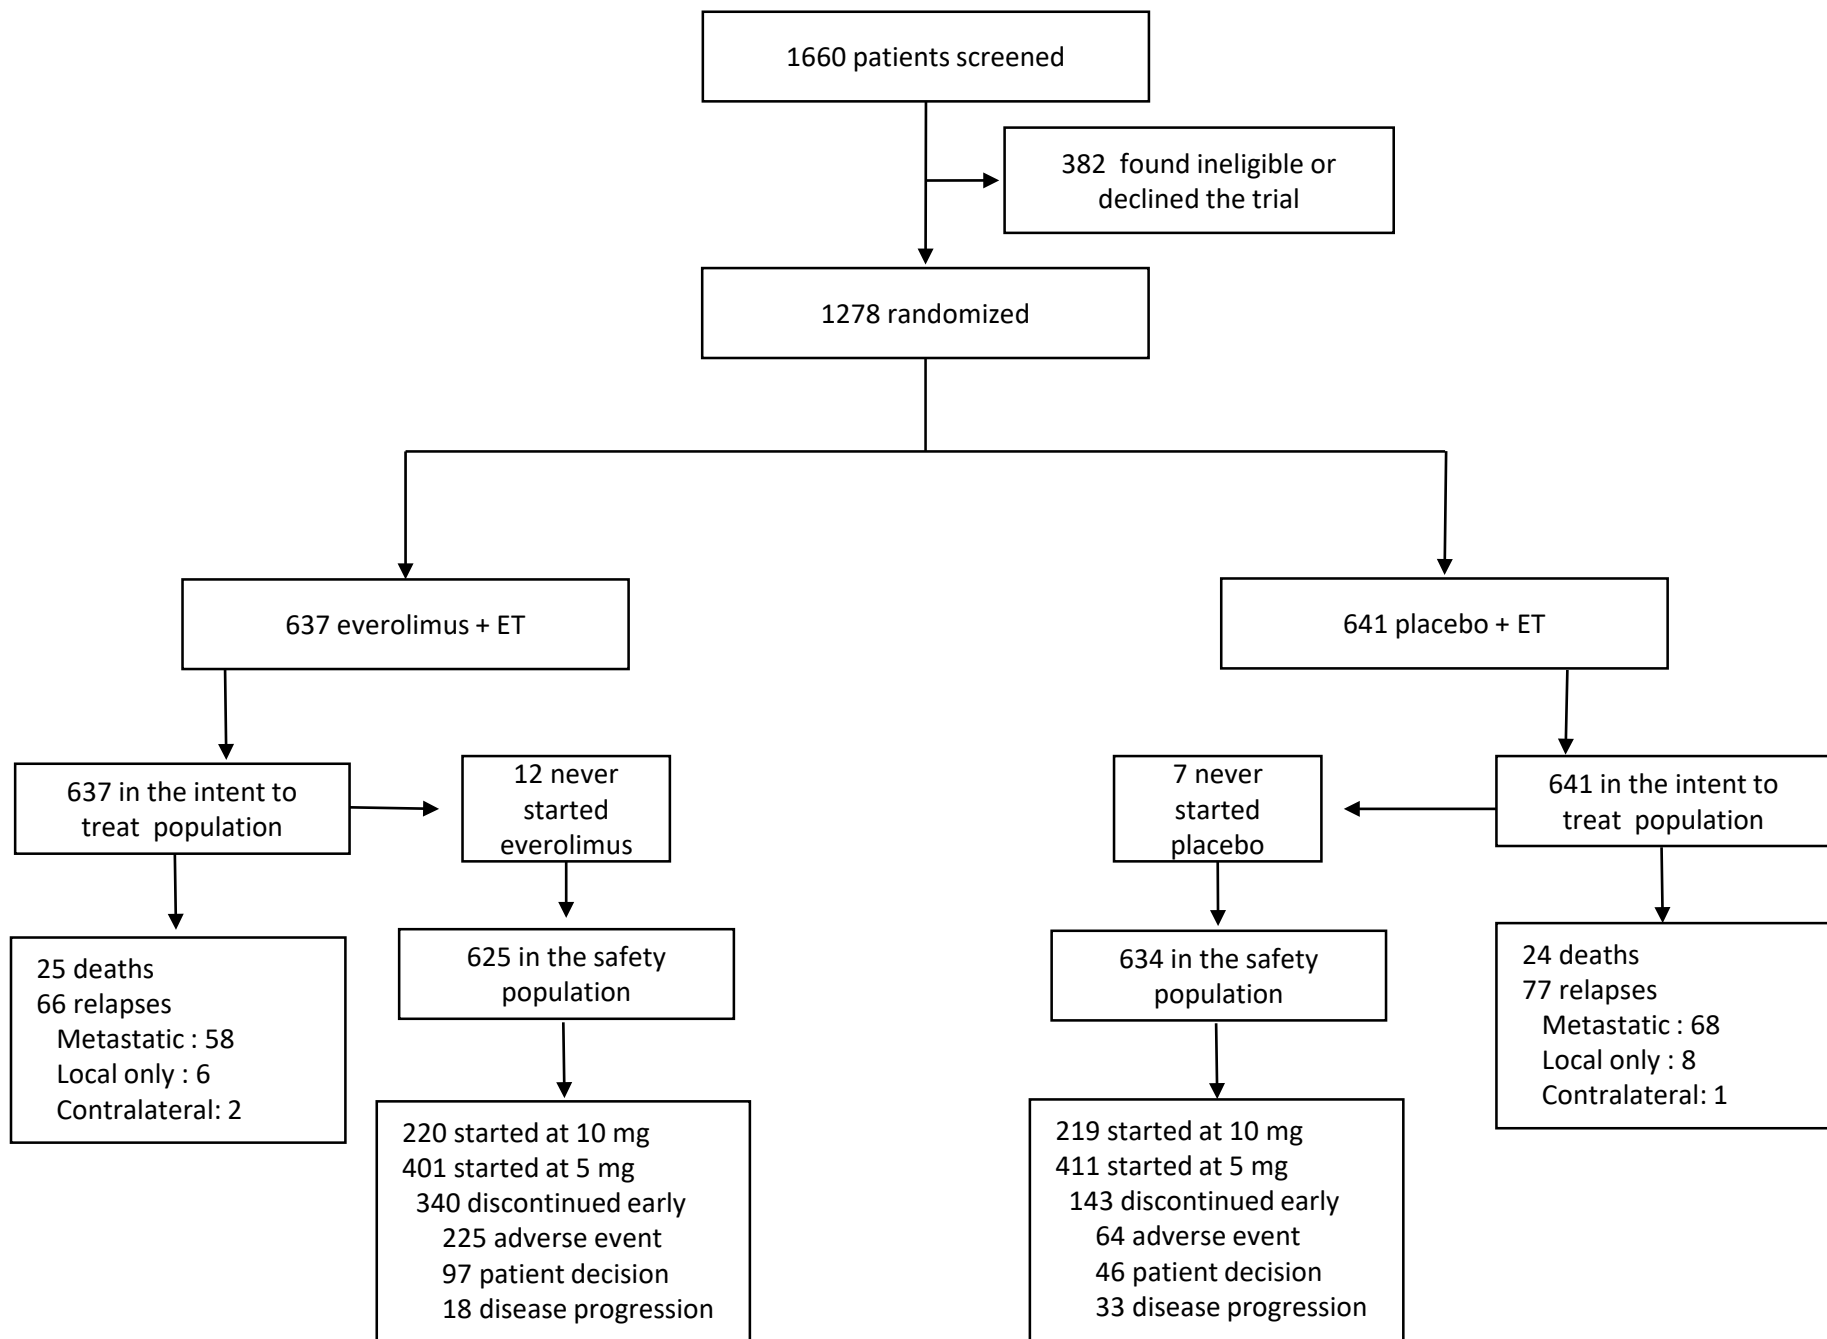 1660 patients screened
382 found ineligible or
declined the trial
1278 randomized
637 everolimus + ET
641 placebo + ET
637 in the intent to
treat population
12 never
started
everolimus
7 never
started
placebo
641 in the intent to
treat population
25 deaths
66 relapses
Metastatic : 58
Local only : 6
Contralateral: 2
625 in the safety
population
634 in the safety
population
24 deaths
77 relapses
Metastatic : 68
Local only : 8
Contralateral: 1
220 started at 10 mg
401 started at 5 mg
340 discontinued early
225 adverse event
97 patient decision
18 disease progression
219 started at 10 mg
411 started at 5 mg
143 discontinued early
64 adverse event
46 patient decision
33 disease progression